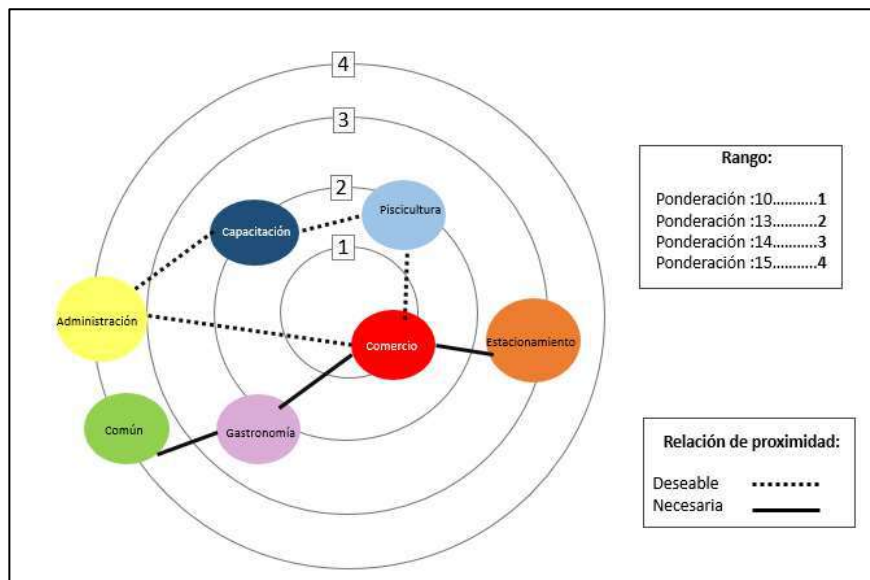 4
3
2
1
Piscicultura
Capacitación
Administración
Comercio
Estacionamiento
Común
Gastronomía
Rango:
Ponderación :10...........1
Ponderación :13..........2
Ponderación :14..........3
Ponderación :15..........4
Relación de proximidad:
Deseable
Necesaria